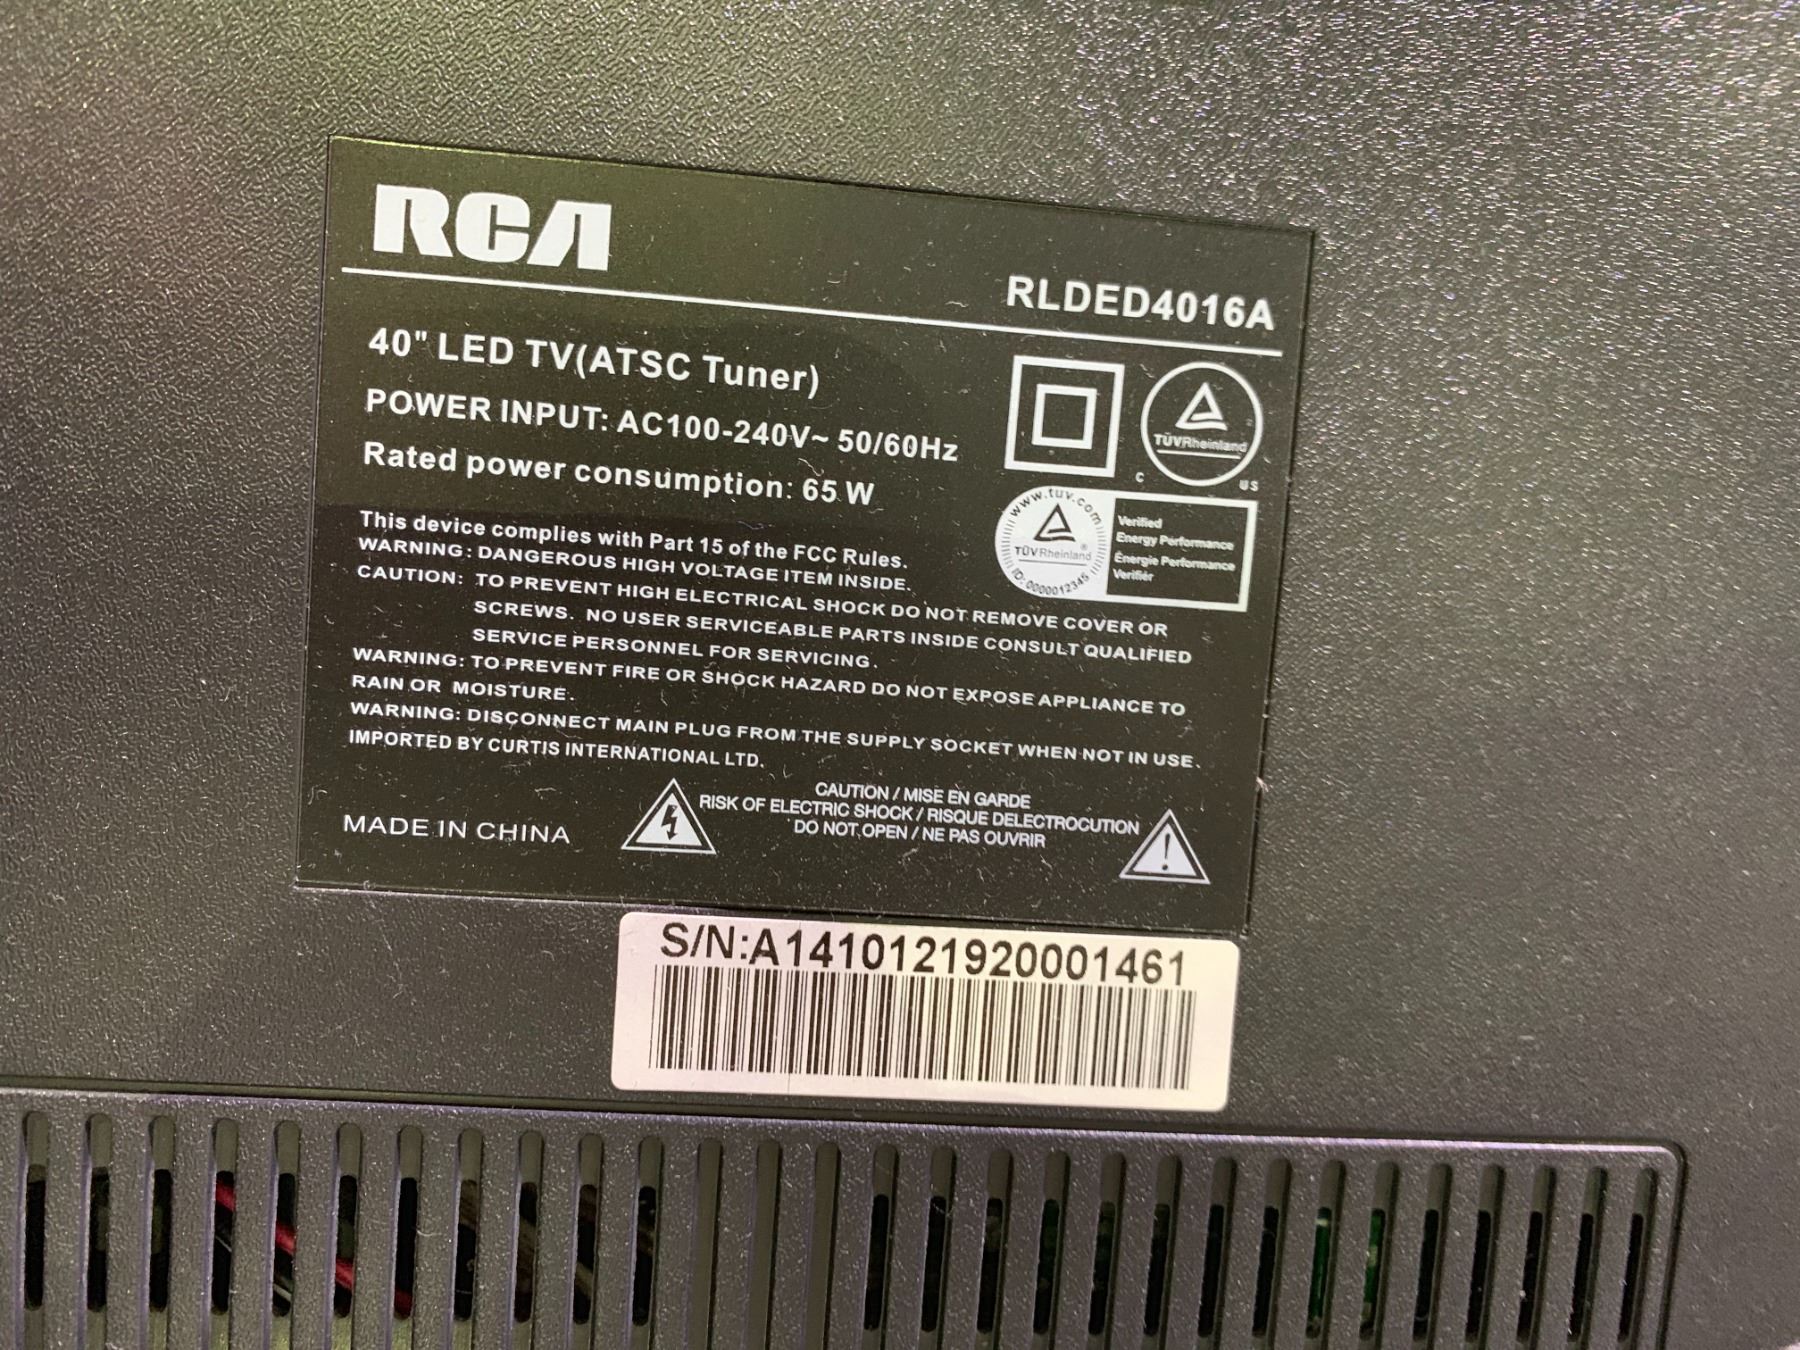 RCA
RLDED4016A
40" LED TV(ATSC Tuner)
POWER INPUT: AC100-240V~ 50/60Hz
Rated power consumption: 65 W
TÜVRheinland
C US
www.tuv.com
TÜVRheinland®
ID: 0000012345
Verified
Energy Performance
Énergie Performance
Verifiér
This device complies with Part 15 of the FCC Rules.
WARNING: DANGEROUS HIGH VOLTAGE ITEM INSIDE.
CAUTION: TO PREVENT HIGH ELECTRICAL SHOCK DO NOT REMOVE COVER OR
SCREWS. NO USER SERVICEABLE PARTS INSIDE CONSULT QUALIFIED
SERVICE PERSONNEL FOR SERVICING.
WARNING: TO PREVENT FIRE OR SHOCK HAZARD DO NOT EXPOSE APPLIANCE TO
RAIN OR MOISTURE.
WARNING: DISCONNECT MAIN PLUG FROM THE SUPPLY SOCKET WHEN NOT IN USE.
IMPORTED BY CURTIS INTERNATIONAL LTD.
MADE IN CHINA
CAUTION / MISE EN GARDE
RISK OF ELECTRIC SHOCK / RISQUE DELECTROCUTION
DO NOT OPEN / NE PAS OUVRIR
S/N:A1410121920001461